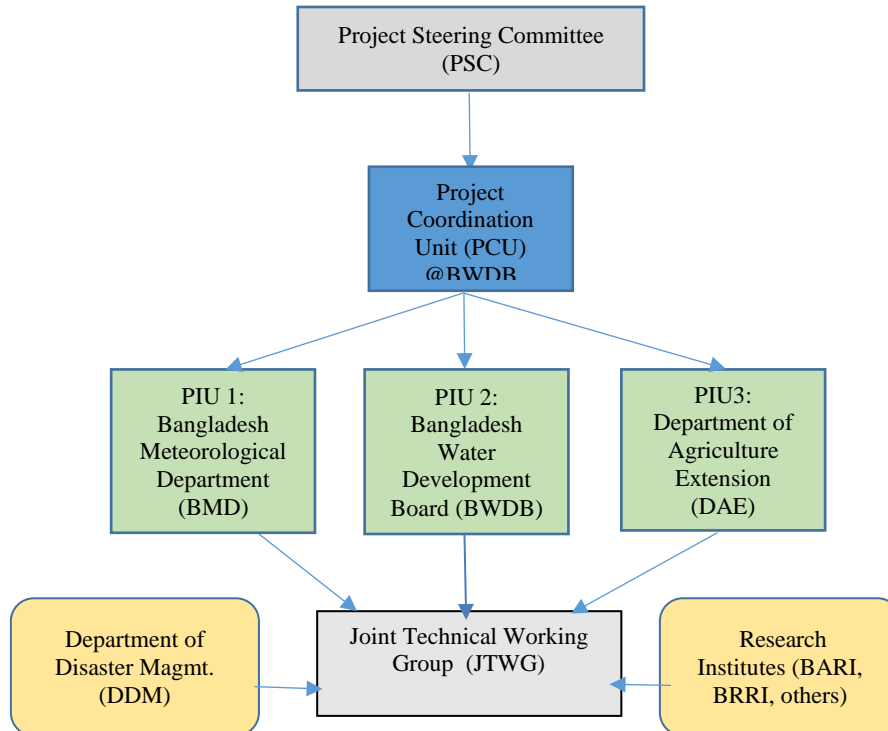 Project Steering Committee
(PSC)
Project
Coordination
Unit (PCU)
@BWDB
PIU 1:
Bangladesh
Meteorological
Department
(BMD)
PIU 2:
Bangladesh
Water
Development
Board (BWDB)
PIU3:
Department of
Agriculture
Extension
(DAE)
Department of
Disaster Magmt.
(DDM)
Joint Technical Working
Group (JTWG)
Research
Institutes (BARI,
BRRI, others)